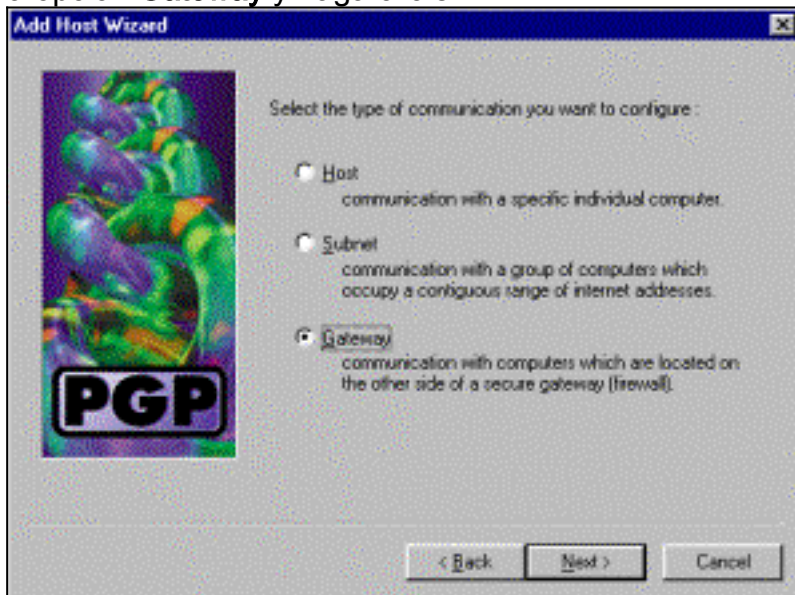 Gateway y
Add Host Wizard
Select the type of communication you want to configure :
Host
communication with a specific individual computer.
Subnet
communication with a group of computers which
occupy a contiguous range of internet addresses.
Gateway
communication with computers which are located on
the other side of a secure gateway (firewall).
PGP
< Back
Next >
Cancel